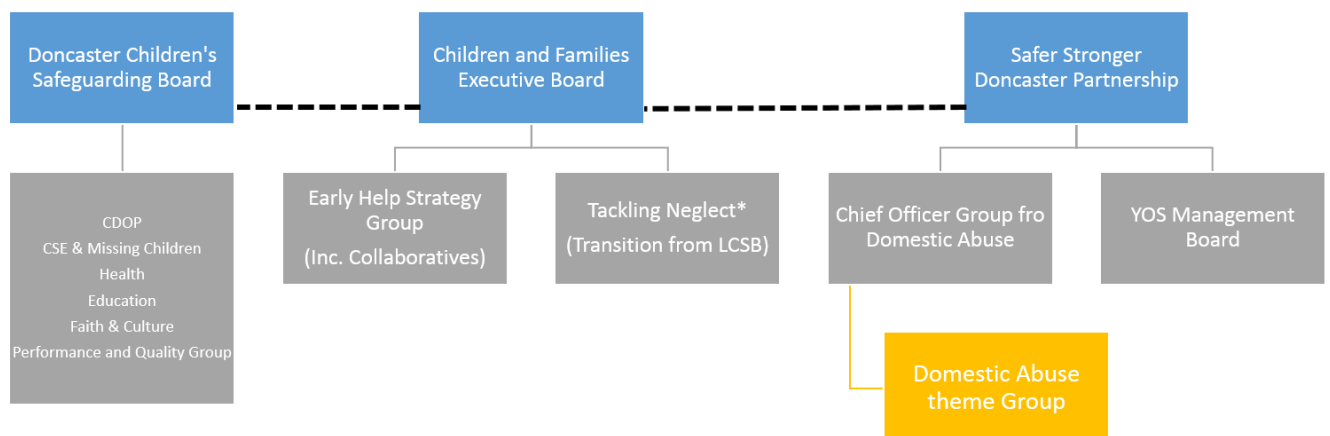 Doncaster Children's
Safeguarding Board
Children and Families
Executive Board
Safer Stronger
Doncaster Partnership
CDOP
CSE & Missing Children
Health
Education
Faith & Culture
Performance and Quality Group
Early Help Strategy
Group
(Inc. Collaboratives)
Tackling Neglect*
(Transition from LCSB)
Chief Officer Group fro
Domestic Abuse
YOS Management
Board
Domestic Abuse
theme Group